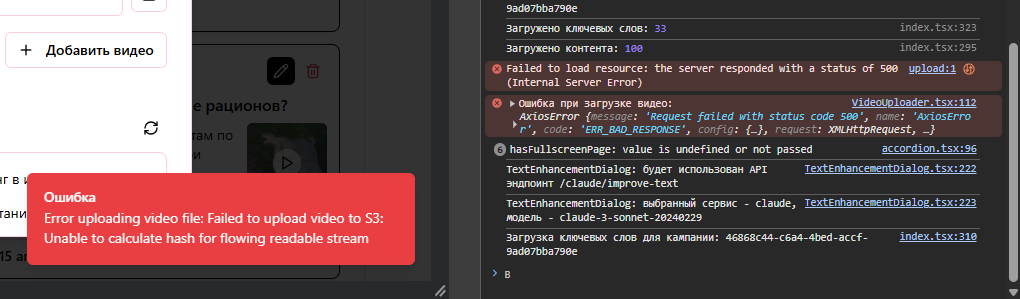 Добавить видео
е рационов?
там по
ри
нг в и
тани
15 ап
Ошибка
Error uploading video file: Failed to upload video to S3:
Unable to calculate hash for flowing readable stream
9ad07bba790e
Загружено ключевых слов: 33 index.tsx:323
Загружено контента: 100 index.tsx:295
Failed to load resource: the server responded with a status of 500 upload:1
(Internal Server Error)
Ошибка при загрузке видео: VideoUploader.tsx:112
AxiosError {message: 'Request failed with status code 500', name: 'AxiosErro
r', code: 'ERR_BAD_RESPONSE', config: {…}, request: XMLHttpRequest, …}
6 hasFullscreenPage: value is undefined or not passed accordion.tsx:96
TextEnhancementDialog: будет использован API TextEnhancementDialog.tsx:222
эндпоинт /claude/improve-text
TextEnhancementDialog: выбранный сервис - claude, TextEnhancementDialog.tsx:223
модель - claude-3-sonnet-20240229
Загрузка ключевых слов для кампании: 46868c44-c6a4-4bed-accf- index.tsx:310
9ad07bba790e
В